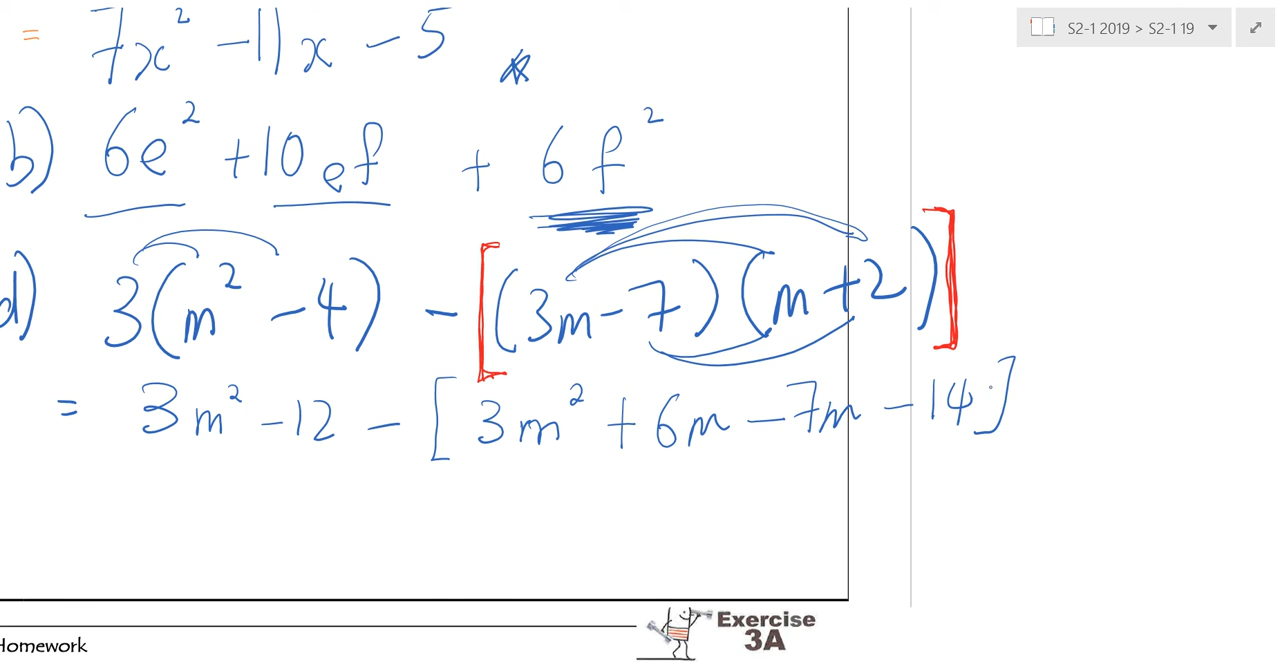 S2-1 2019 > S2-1 19
= 7x² -11x - 5
b) 6e² +10ef + 6f²
d) 3(m² - 4) - [(3m - 7)(m + 2)]
= 3m² - 12 - [3m² + 6m - 7m - 14]
Exercise
3A
Homework